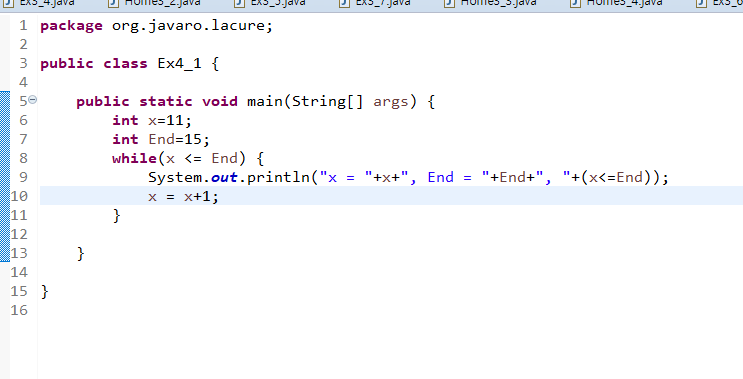 Ex3_4.java Home3_2.java Ex3_5.java Ex3_7.java Home3_3.java Home3_4.java Ex3_6
1 package org.javaro.lacure;
2
3 public class Ex4_1 {
4
5 public static void main(String[] args) {
6 int x=11;
7 int End=15;
8 while(x <= End) {
9 System.out.println("x = "+x+", End = "+End+", "+(x<=End));
10 x = x+1;
11 }
12
13 }
14
15 }
16